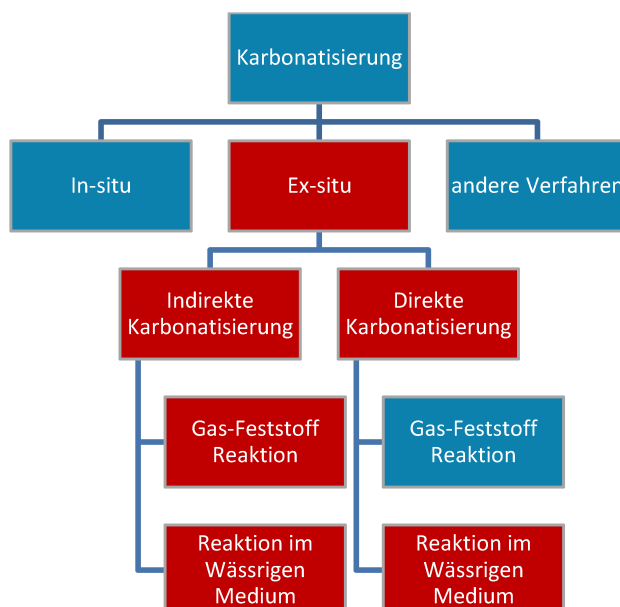 Karbonatisierung
In-situ
Ex-situ
andere Verfahren
Indirekte
Karbonatisierung
Direkte
Karbonatisierung
Gas-Feststoff
Reaktion
Gas-Feststoff
Reaktion
Reaktion im
Wässrigen
Medium
Reaktion im
Wässrigen
Medium